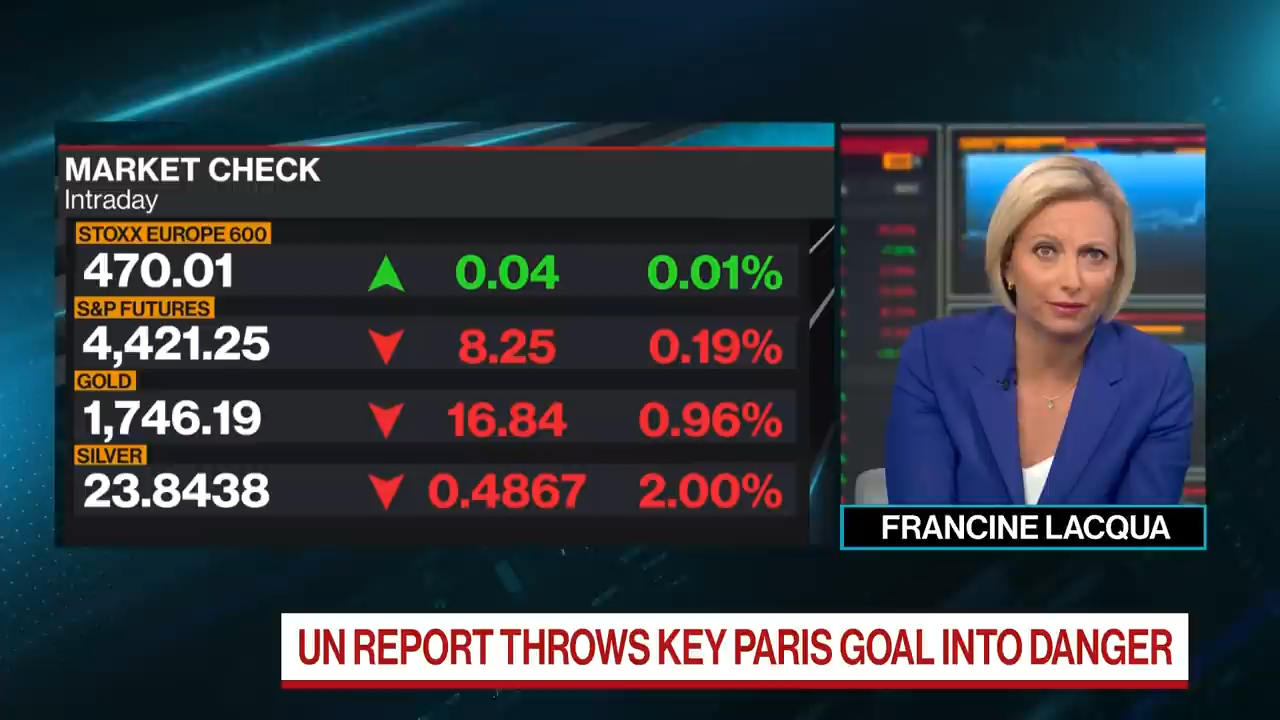 MARKET CHECK
Intraday
STOXX EUROPE 600
470.01 ▲ 0.04 0.01%
S&P FUTURES
4,421.25 ▼ 8.25 0.19%
GOLD
1,746.19 ▼ 16.84 0.96%
SILVER
23.8438 ▼ 0.4867 2.00%
FRANCINE LACQUA
UN REPORT THROWS KEY PARIS GOAL INTO DANGER